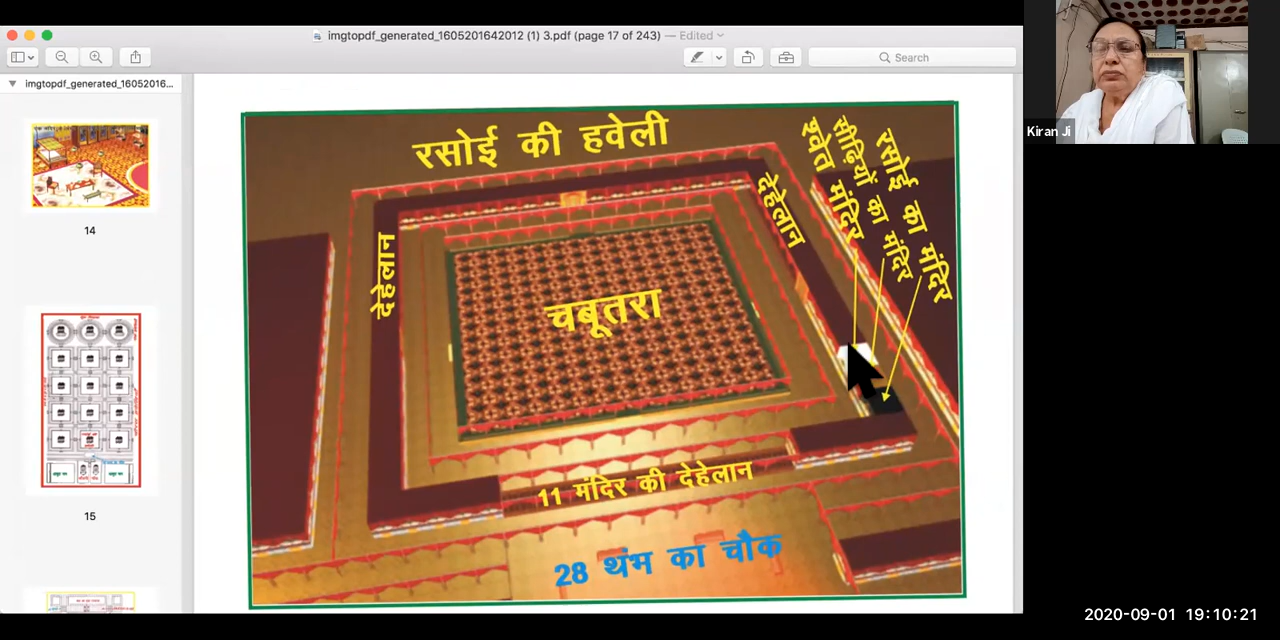 imgtopdf_generated_1605201642012 (1) 3.pdf (page 17 of 243) — Edited
Search
imgtopdf_generated_16052016...
14
15
रसोई की हवेली
श्वेत मंदिर
सीढ़ियों का मंदिर
रसोई का मंदिर
देहेलान
देहेलान
चबूतरा
11 मंदिर की देहेलान
28 थंभ का चौक
Kiran Ji
2020-09-01 19:10:21